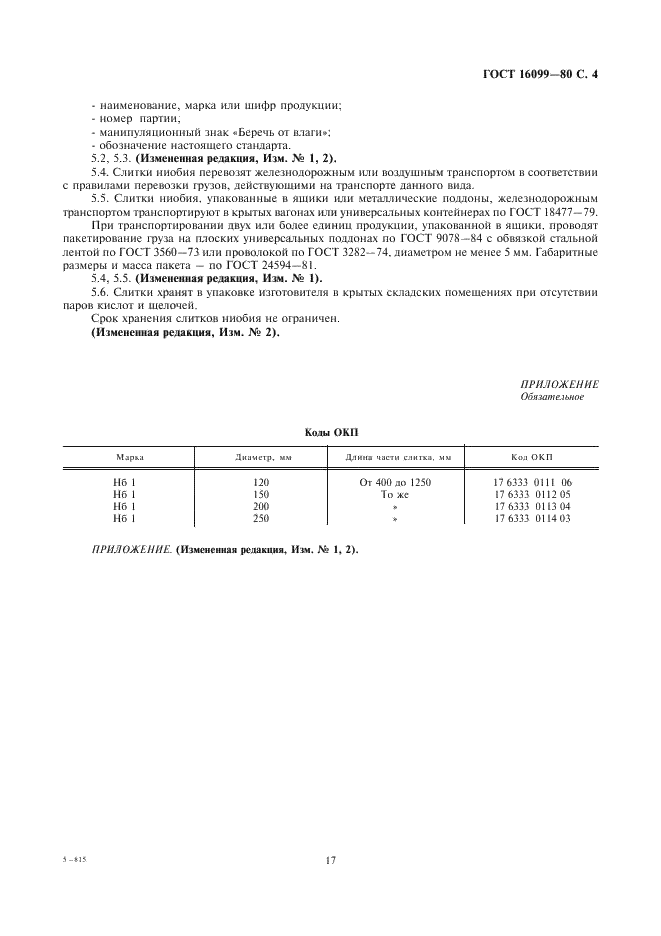 ГОСТ 16099—80 С. 4
- наименование, марка или шифр продукции;
- номер партии;
- манипуляционный знак «Беречь от влаги»;
- обозначение настоящего стандарта.
5.2, 5.3. (Измененная редакция, Изм. № 1, 2).
5.4. Слитки ниобия перевозят железнодорожным или воздушным транспортом в соответствии
с правилами перевозки грузов, действующими на транспорте данного вида.
5.5. Слитки ниобия, упакованные в ящики или металлические поддоны, железнодорожным
транспортом транспортируют в крытых вагонах или универсальных контейнерах по ГОСТ 18477—79.
При транспортировании двух или более единиц продукции, упакованной в ящики, проводят
пакетирование груза на плоских универсальных поддонах по ГОСТ 9078—84 с обвязкой стальной
лентой по ГОСТ 3560—73 или проволокой по ГОСТ 3282—74, диаметром не менее 5 мм. Габаритные
размеры и масса пакета — по ГОСТ 24594—81.
5.4, 5.5. (Измененная редакция, Изм. № 1).
5.6. Слитки хранят в упаковке изготовителя в крытых складских помещениях при отсутствии
паров кислот и щелочей.
Срок хранения слитков ниобия не ограничен.
(Измененная редакция, Изм. № 2).
ПРИЛОЖЕНИЕ
Обязательное
Коды ОКП
Марка Диаметр, мм Длина части слитка, мм Код ОКП
Нб 1 120 От 400 до 1250 17 6333 0111 06
Нб 1 150 То же 17 6333 0112 05
Нб 1 200 » 17 6333 0113 04
Нб 1 250 » 17 6333 0114 03
ПРИЛОЖЕНИЕ. (Измененная редакция, Изм. № 1, 2).
5—815
17